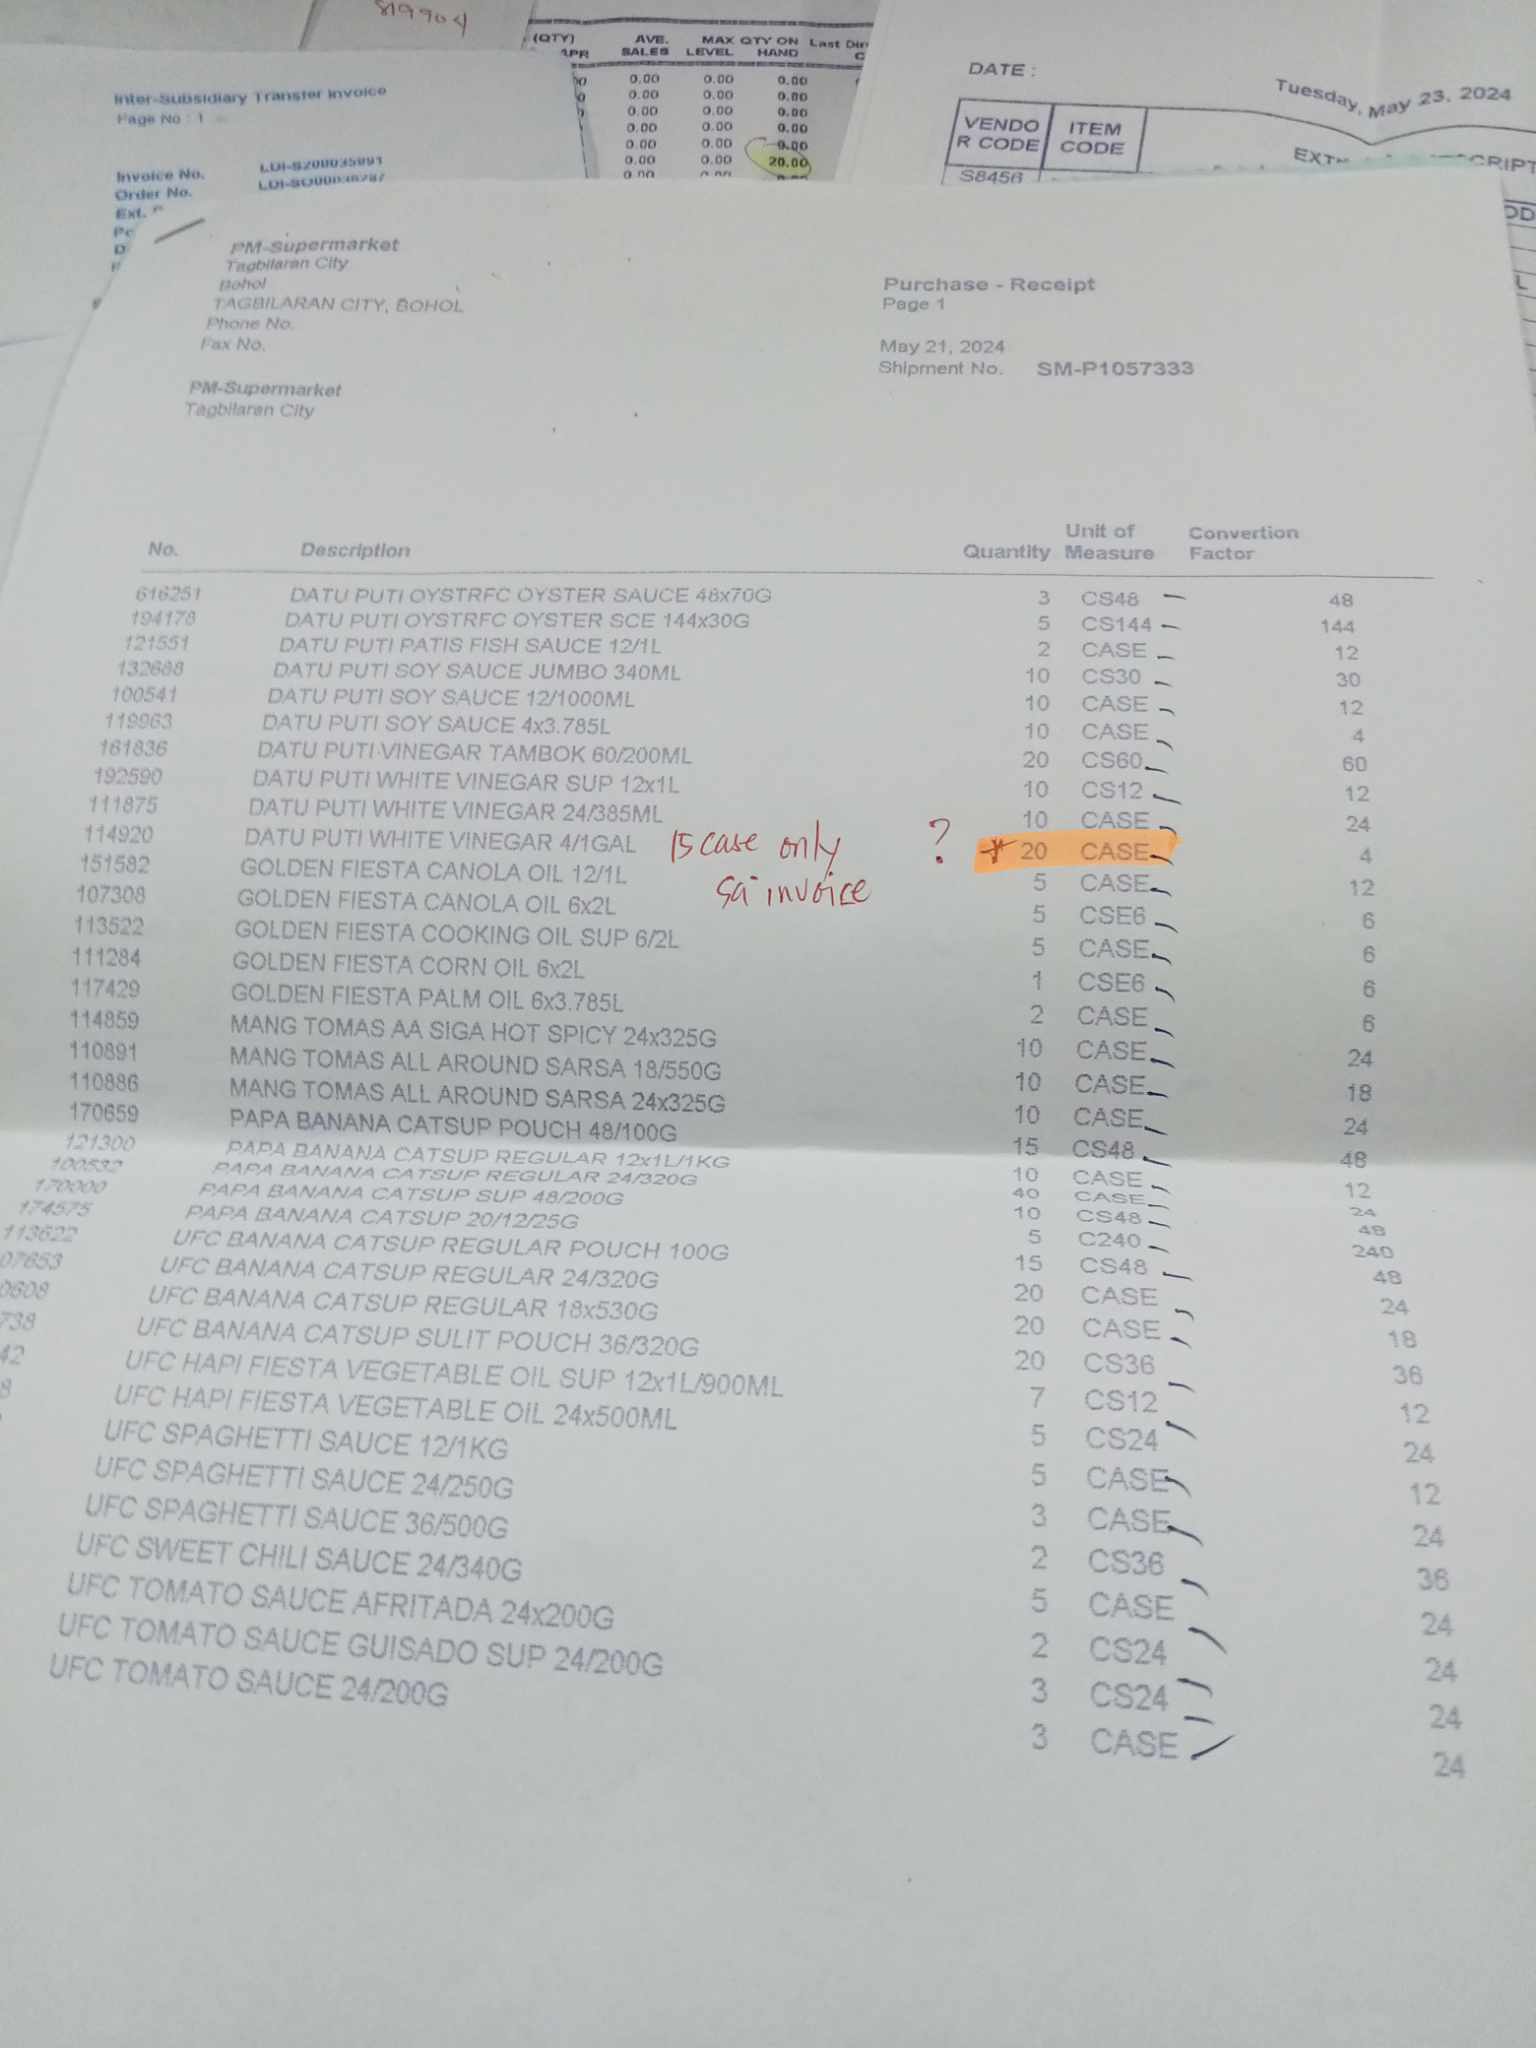 819904
(QTY) AVE. MAX QTY ON Last Dir
APR SALES LEVEL HAND
0.00 0.00 0.00
0.00 0.00 0.00
0.00 0.00 0.00
0.00 0.00 0.00
0.00 0.00 0.00
0.00 0.00 20.00
DATE : Tuesday, May 23, 2024
VENDO
R CODE
ITEM
CODE
S8456
Inter-Subsidiary Transfer Invoice
Page No : 1
Invoice No. LDI-S200035991
Order No.
PM-Supermarket
Tagbilaran City
Bohol
TAGBILARAN CITY, BOHOL
Phone No.
Fax No.
Purchase - Receipt
Page 1
May 21, 2024
Shipment No. SM-P1057333
PM-Supermarket
Tagbilaran City
No. Description Quantity Unit of Measure Convertion Factor
616251 DATU PUTI OYSTRFC OYSTER SAUCE 48x70G 3 CS48 48
194178 DATU PUTI OYSTRFC OYSTER SCE 144x30G 5 CS144 144
121551 DATU PUTI PATIS FISH SAUCE 12/1L 2 CASE 12
132688 DATU PUTI SOY SAUCE JUMBO 340ML 10 CS30 30
100541 DATU PUTI SOY SAUCE 12/1000ML 10 CASE 12
119963 DATU PUTI SOY SAUCE 4x3.785L 10 CASE 4
161836 DATU PUTI VINEGAR TAMBOK 60/200ML 20 CS60 60
192590 DATU PUTI WHITE VINEGAR SUP 12x1L 10 CS12 12
111875 DATU PUTI WHITE VINEGAR 24/385ML 10 CASE 24
114920 DATU PUTI WHITE VINEGAR 4/1GAL 15 case only ? * 20 CASE 4
sa invoice
151582 GOLDEN FIESTA CANOLA OIL 12/1L 5 CASE 12
107308 GOLDEN FIESTA CANOLA OIL 6x2L 5 CSE6 6
113522 GOLDEN FIESTA COOKING OIL SUP 6/2L 5 CASE 6
111284 GOLDEN FIESTA CORN OIL 6x2L 1 CSE6 6
117429 GOLDEN FIESTA PALM OIL 6x3.785L 2 CASE 6
114859 MANG TOMAS AA SIGA HOT SPICY 24x325G 10 CASE 24
110891 MANG TOMAS ALL AROUND SARSA 18/550G 10 CASE 18
110886 MANG TOMAS ALL AROUND SARSA 24x325G 10 CASE 24
170659 PAPA BANANA CATSUP POUCH 48/100G 15 CS48 48
121300 PAPA BANANA CATSUP REGULAR 12x1L/1KG 10 CASE 12
100532 PAPA BANANA CATSUP REGULAR 24/320G 40 CASE 24
170000 PAPA BANANA CATSUP SUP 48/200G 10 CS48 48
174575 PAPA BANANA CATSUP 20/12/25G 5 C240 240
113622 UFC BANANA CATSUP REGULAR POUCH 100G 15 CS48 48
07653 UFC BANANA CATSUP REGULAR 24/320G 20 CASE 24
0608 UFC BANANA CATSUP REGULAR 18x530G 20 CASE 18
738 UFC BANANA CATSUP SULIT POUCH 36/320G 20 CS36 36
42 UFC HAPI FIESTA VEGETABLE OIL SUP 12x1L/900ML 7 CS12 12
8 UFC HAPI FIESTA VEGETABLE OIL 24x500ML 5 CS24 24
UFC SPAGHETTI SAUCE 12/1KG 5 CASE 12
UFC SPAGHETTI SAUCE 24/250G 3 CASE 24
UFC SPAGHETTI SAUCE 36/500G 2 CS36 36
UFC SWEET CHILI SAUCE 24/340G 5 CASE 24
UFC TOMATO SAUCE AFRITADA 24x200G 2 CS24 24
UFC TOMATO SAUCE GUISADO SUP 24/200G 3 CS24 24
UFC TOMATO SAUCE 24/200G 3 CASE 24